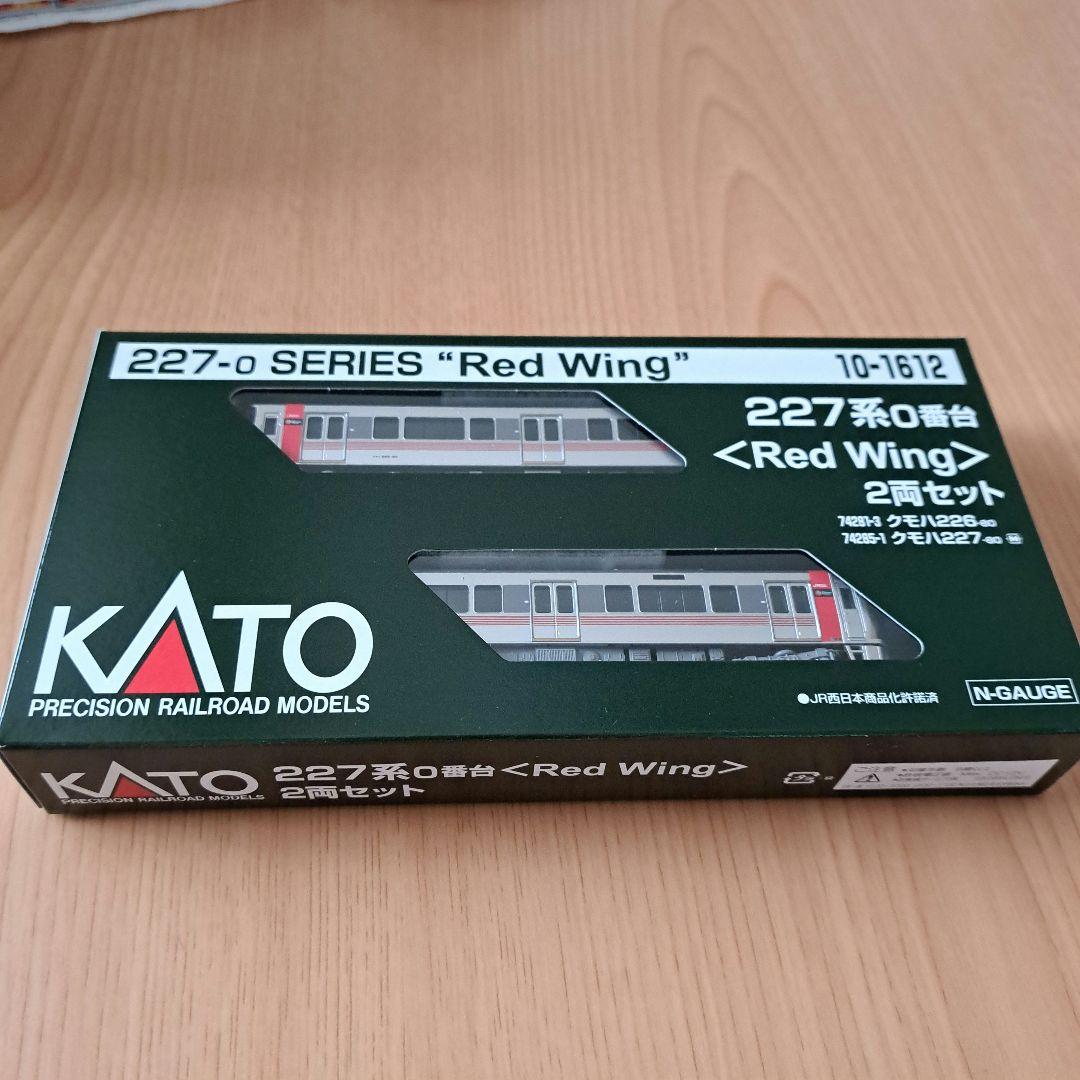 227-0 SERIES “Red Wing” 10-1612
227系0番台
<Red Wing>
2両セット
74281-3 クモハ226-80
74285-1 クモハ227-80 Ⓜ
KATO
PRECISION RAILROAD MODELS
●JR西日本商品化許諾済
N-GAUGE
KATO
PRECISION RAILROAD MODELS
227系0番台<Red Wing>
2両セット